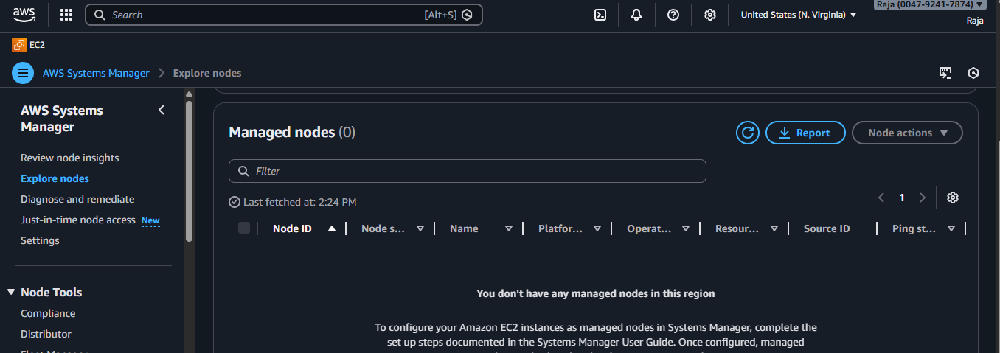 aws
Search [Alt+S]
United States (N. Virginia)
Raja (0047-9241-7874)
Raja
EC2
AWS Systems Manager
Explore nodes
AWS Systems
Manager
Review node insights
Explore nodes
Diagnose and remediate
Just-in-time node access New
Settings
Node Tools
Compliance
Distributor
Managed nodes (0)
Report
Node actions
Filter
Last fetched at: 2:24 PM
1
Node ID
Node s...
Name
Platfor...
Operat...
Resour...
Source ID
Ping st...
You don't have any managed nodes in this region
To configure your Amazon EC2 instances as managed nodes in Systems Manager, complete the
set up steps documented in the Systems Manager User Guide. Once configured, managed